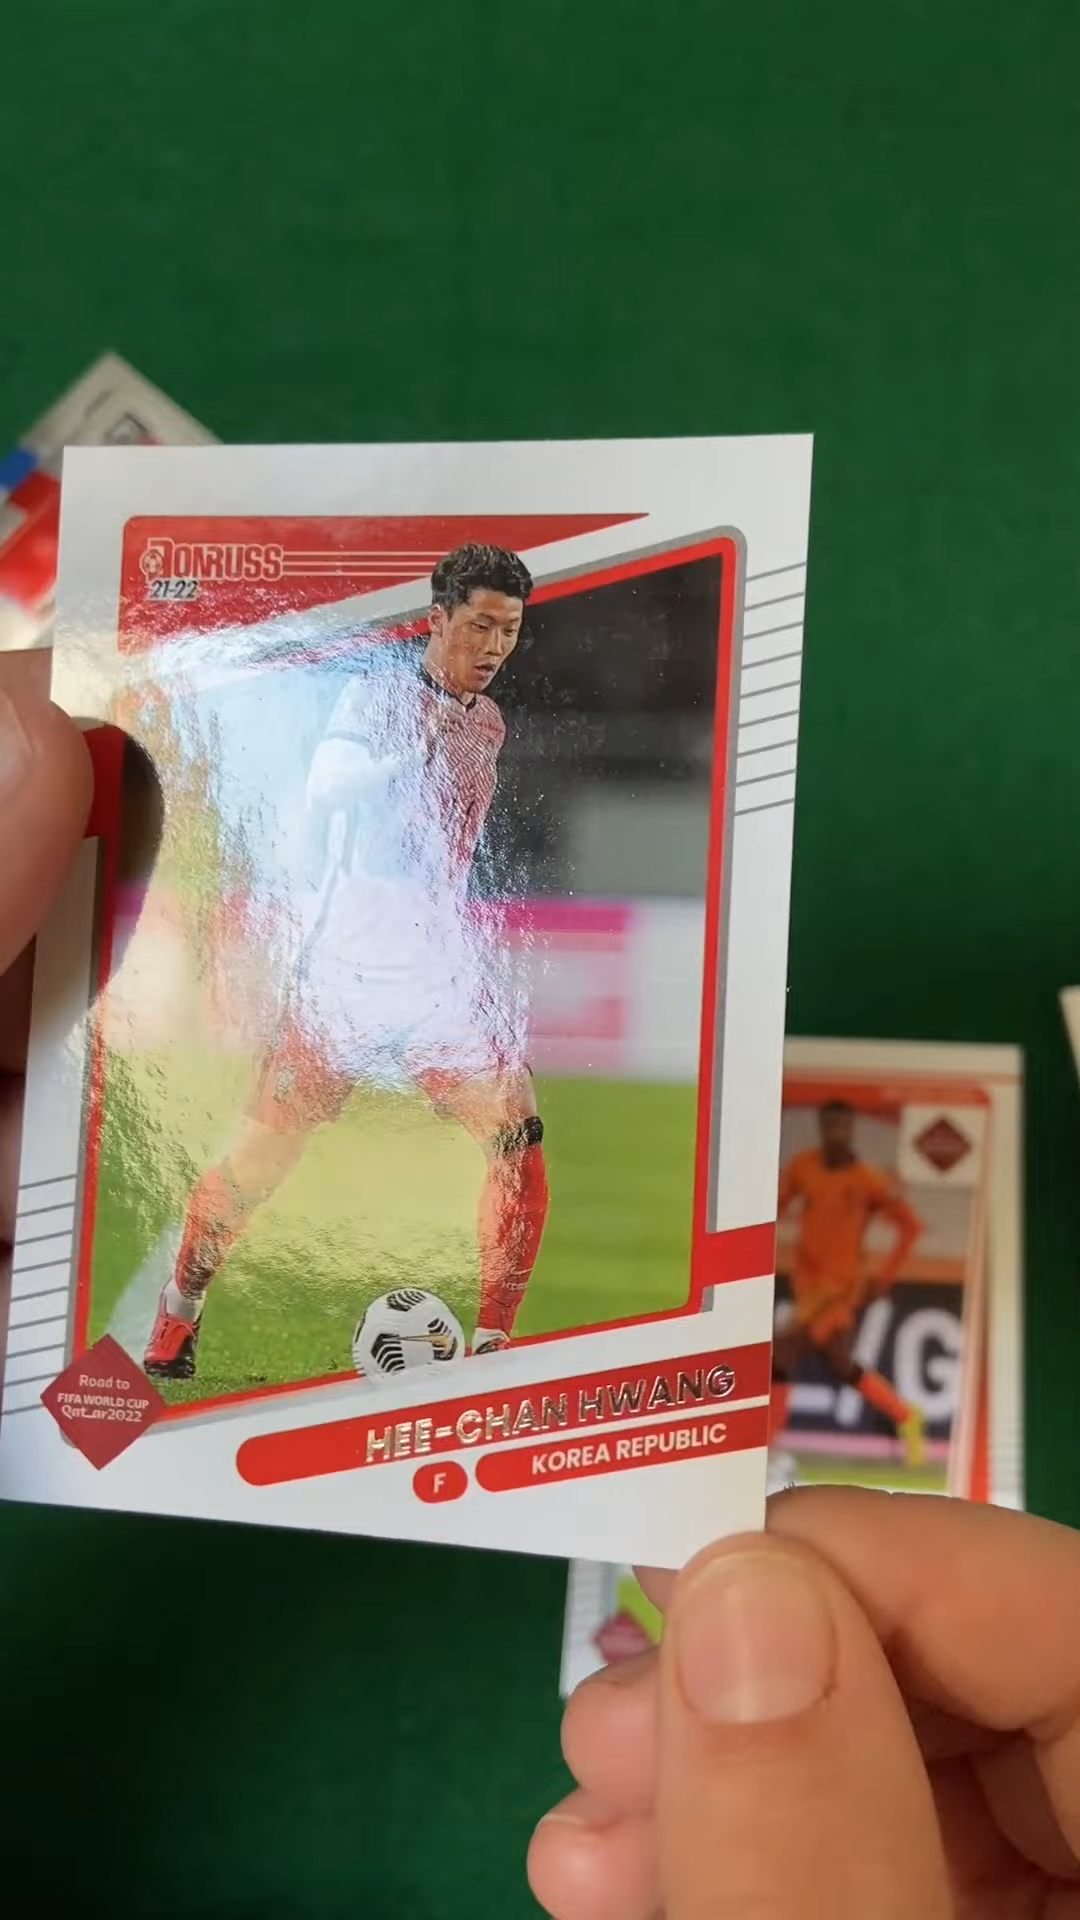 DONRUSS
21-22
Road to
FIFA WORLD CUP
Qatar2022
HEE-CHAN HWANG
F
KOREA REPUBLIC